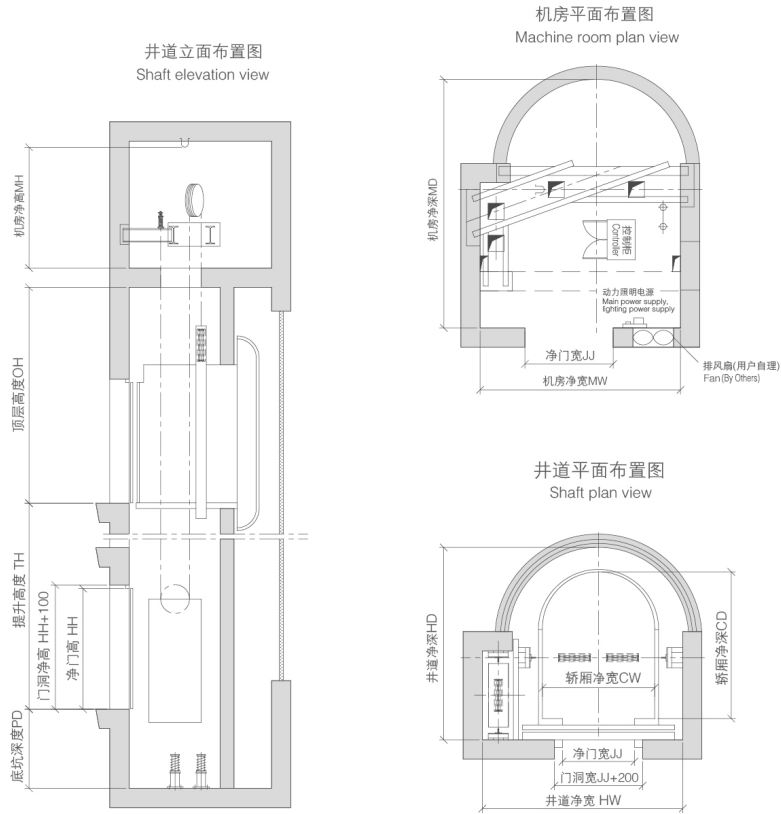 井道立面布置图
Shaft elevation view
机房净高MH
顶层高度OH
提升高度 TH
门洞净高 HH+100
净门高 HH
底坑深度PD
机房平面布置图
Machine room plan view
机房净深MD
控制柜
Controller
动力照明电源
Main power supply,
lighting power supply
净门宽JJ
机房净宽MW
排风扇(用户自理)
Fan(By Others)
井道平面布置图
Shaft plan view
井道净深HD
轿厢净深CD
轿厢净宽CW
净门宽JJ
门洞宽JJ+200
井道净宽 HW